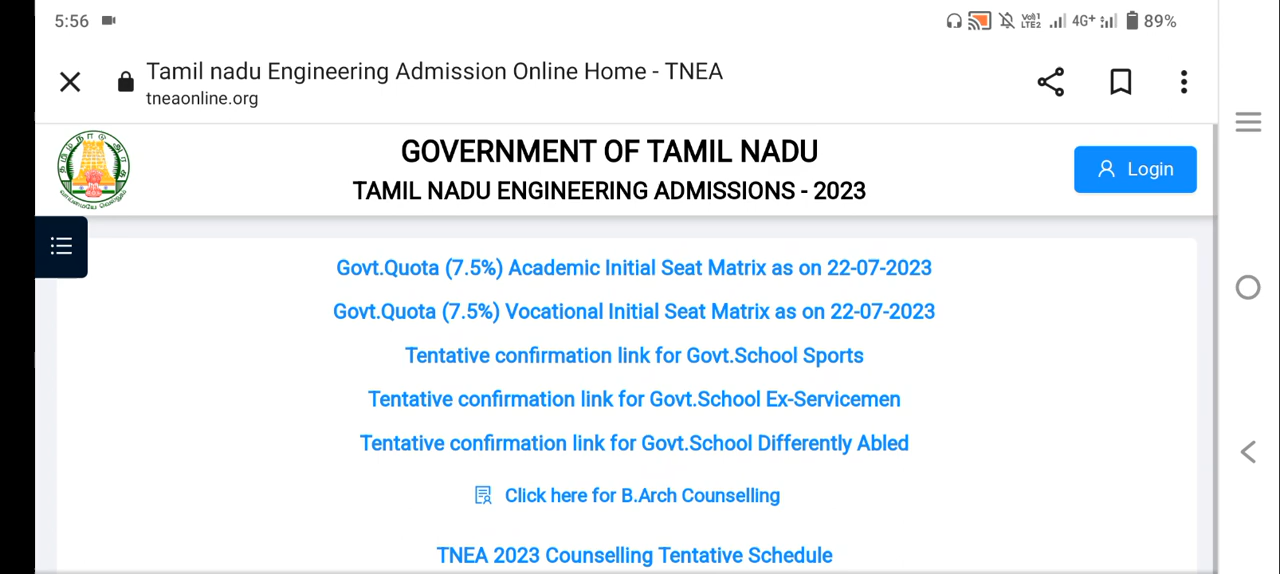 5:56
Vol) 1
LTE2
4G+
89%
Tamil nadu Engineering Admission Online Home - TNEA
tneaonline.org
GOVERNMENT OF TAMIL NADU
TAMIL NADU ENGINEERING ADMISSIONS - 2023
Login
Govt.Quota (7.5%) Academic Initial Seat Matrix as on 22-07-2023
Govt.Quota (7.5%) Vocational Initial Seat Matrix as on 22-07-2023
Tentative confirmation link for Govt.School Sports
Tentative confirmation link for Govt.School Ex-Servicemen
Tentative confirmation link for Govt.School Differently Abled
Click here for B.Arch Counselling
TNEA 2023 Counselling Tentative Schedule